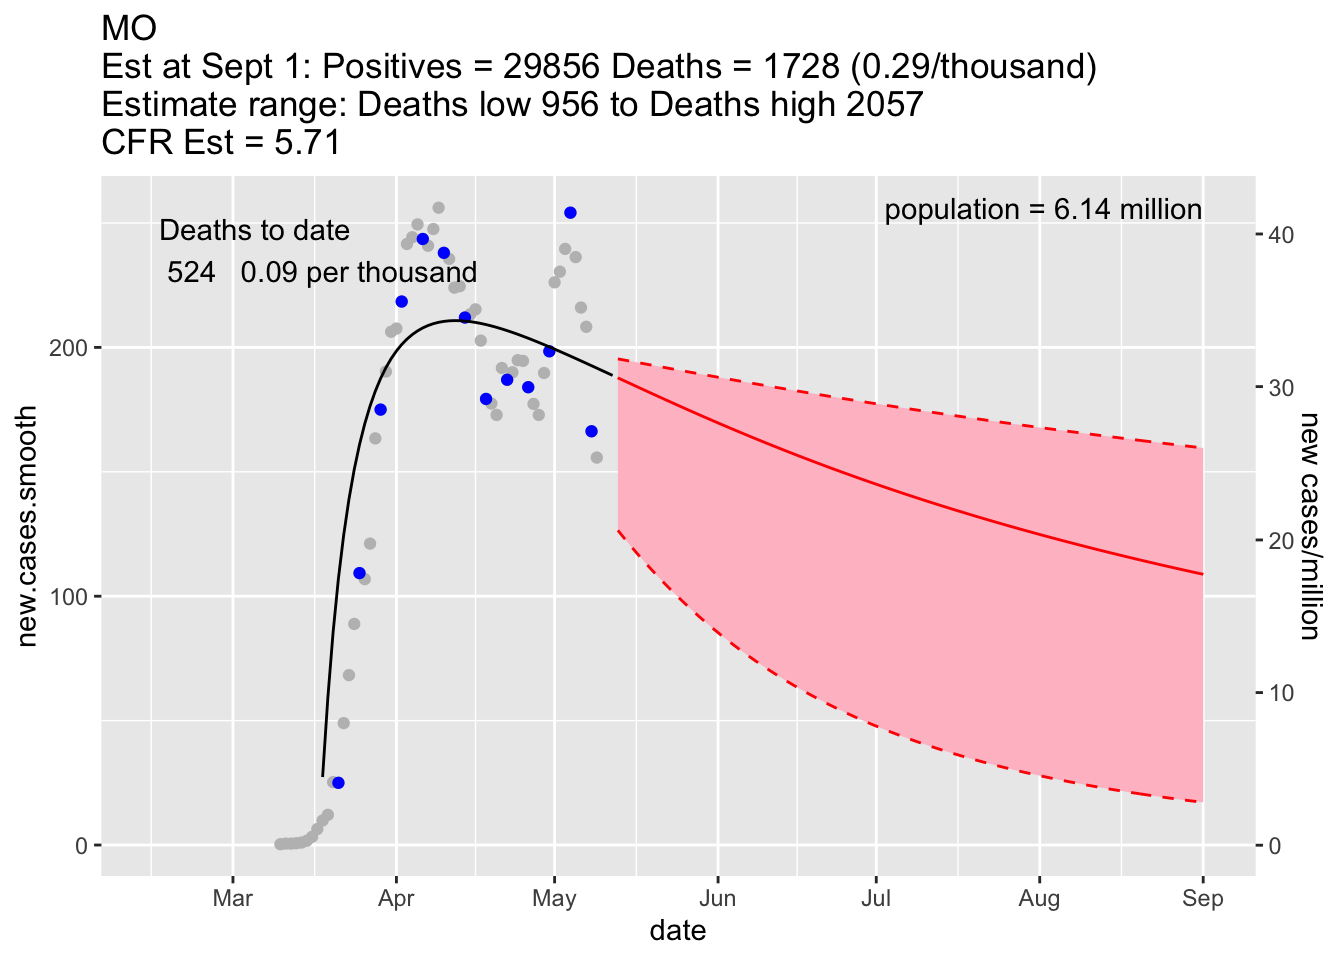 MO
Est at Sept 1: Positives = 29856 Deaths = 1728 (0.29/thousand)
Estimate range: Deaths low 956 to Deaths high 2057
CFR Est = 5.71
Deaths to date
524 0.09 per thousand
population = 6.14 million
200
100
0
new.cases.smooth
40
30
20
10
0
new cases/million
Mar Apr May Jun Jul Aug Sep
date